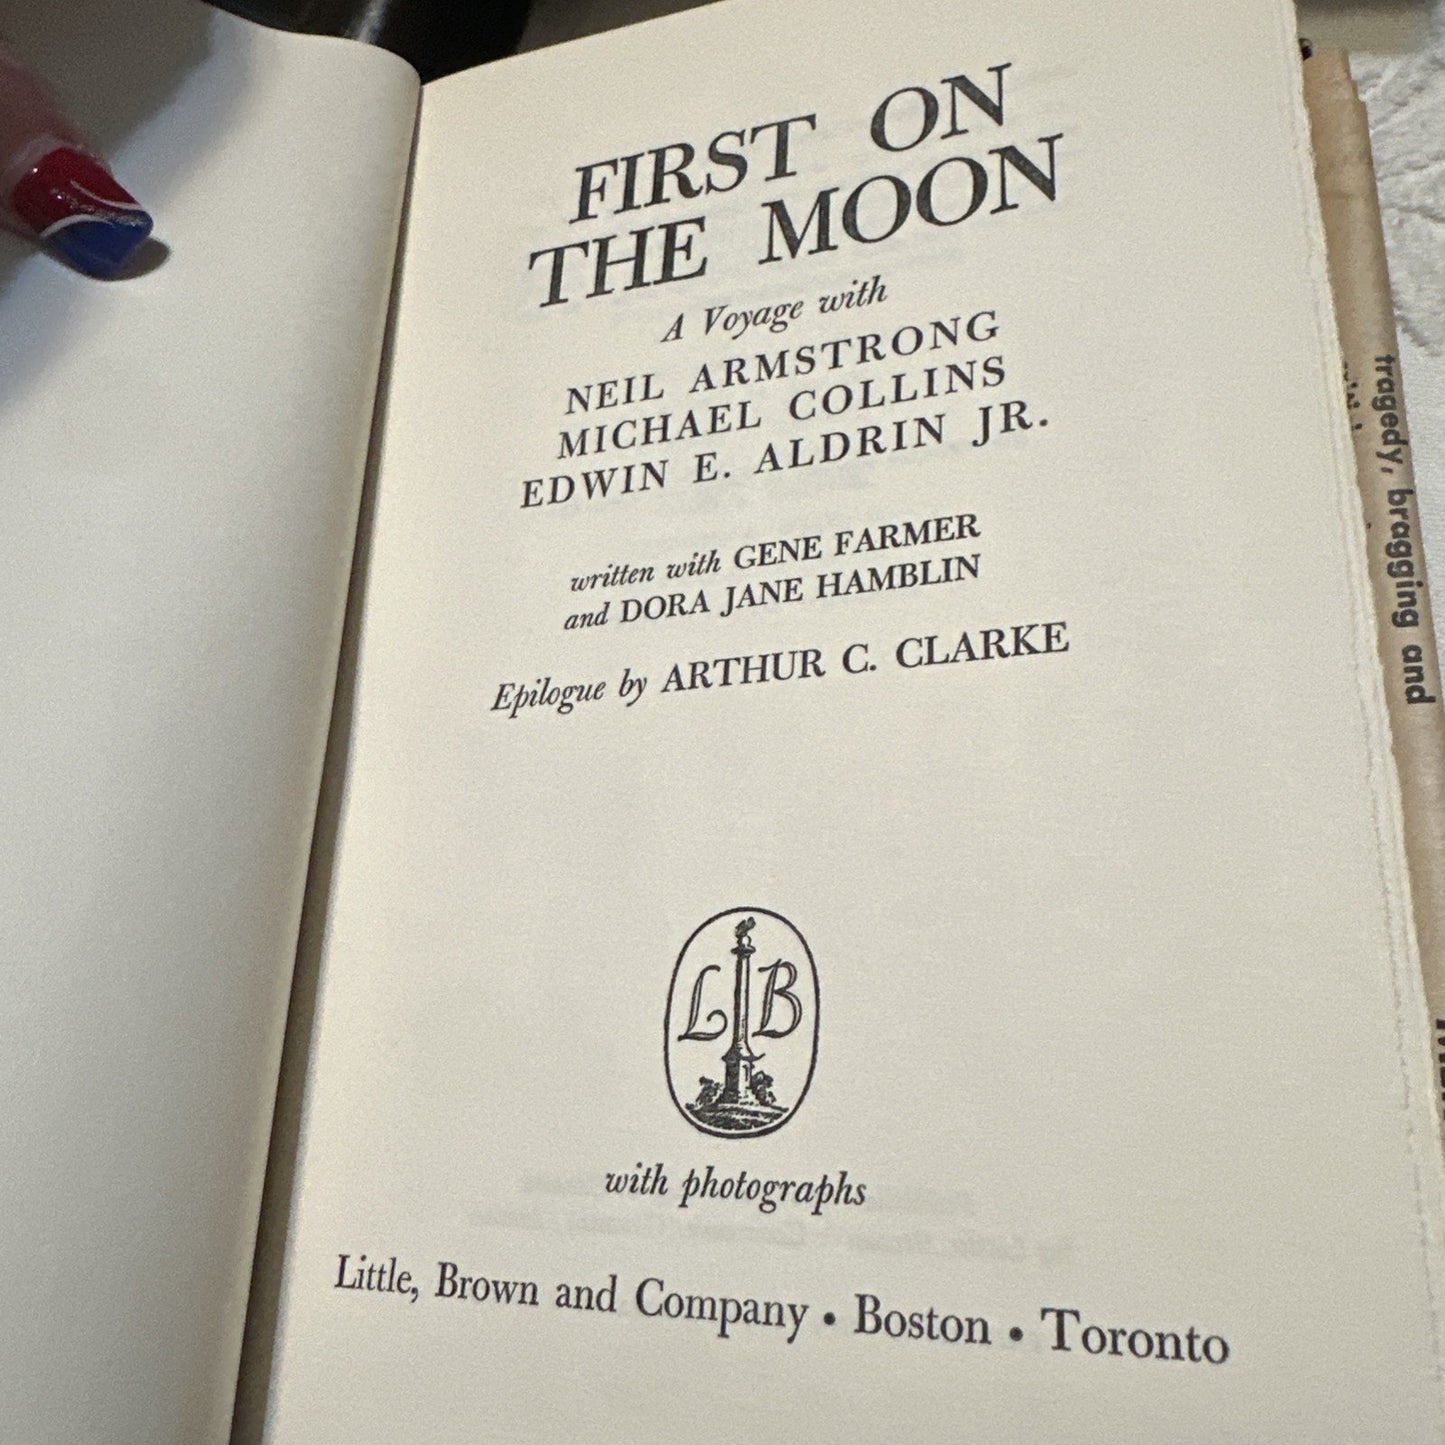 FIRST ON
THE MOON
A Voyage with
NEIL ARMSTRONG
MICHAEL COLLINS
EDWIN E. ALDRIN JR.
written with GENE FARMER
and DORA JANE HAMBLIN
Epilogue by ARTHUR C. CLARKE
L B
with photographs
Little, Brown and Company • Boston • Toronto
tragedy, bragging and